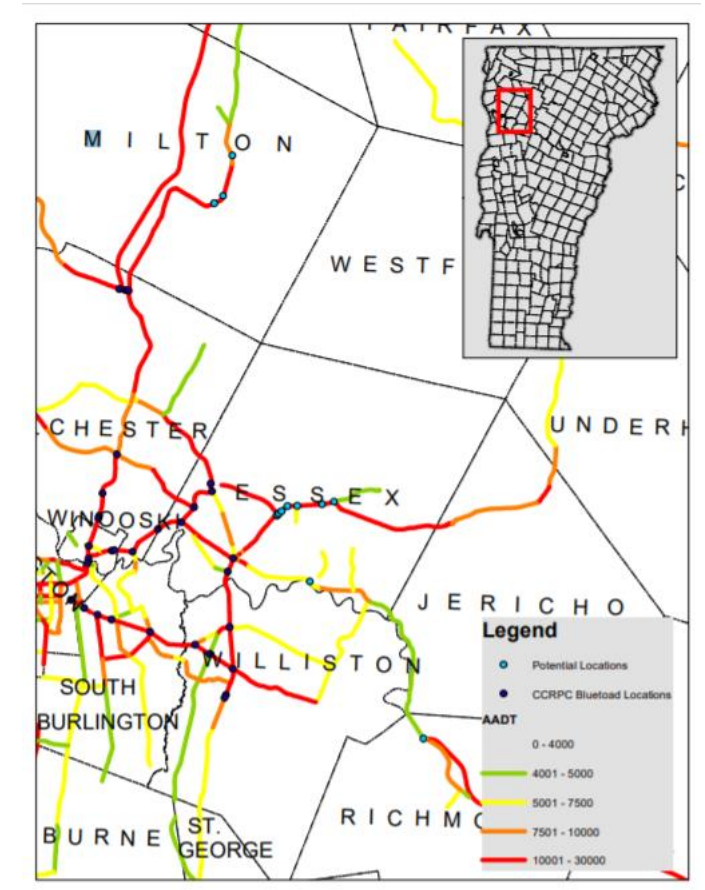 FAIRFAX
MILTON
WESTF
CHESTER
UNDERH
ESSEX
WINOOSKI
JERICHO
WILLISTON
SOUTH
BURLINGTON
RICHMO
BURNE
ST.
GEORGE
Legend
Potential Locations
CCRPC Bluetoad Locations
AADT
0 - 4000
4001 - 5000
5001 - 7500
7501 - 10000
10001 - 30000